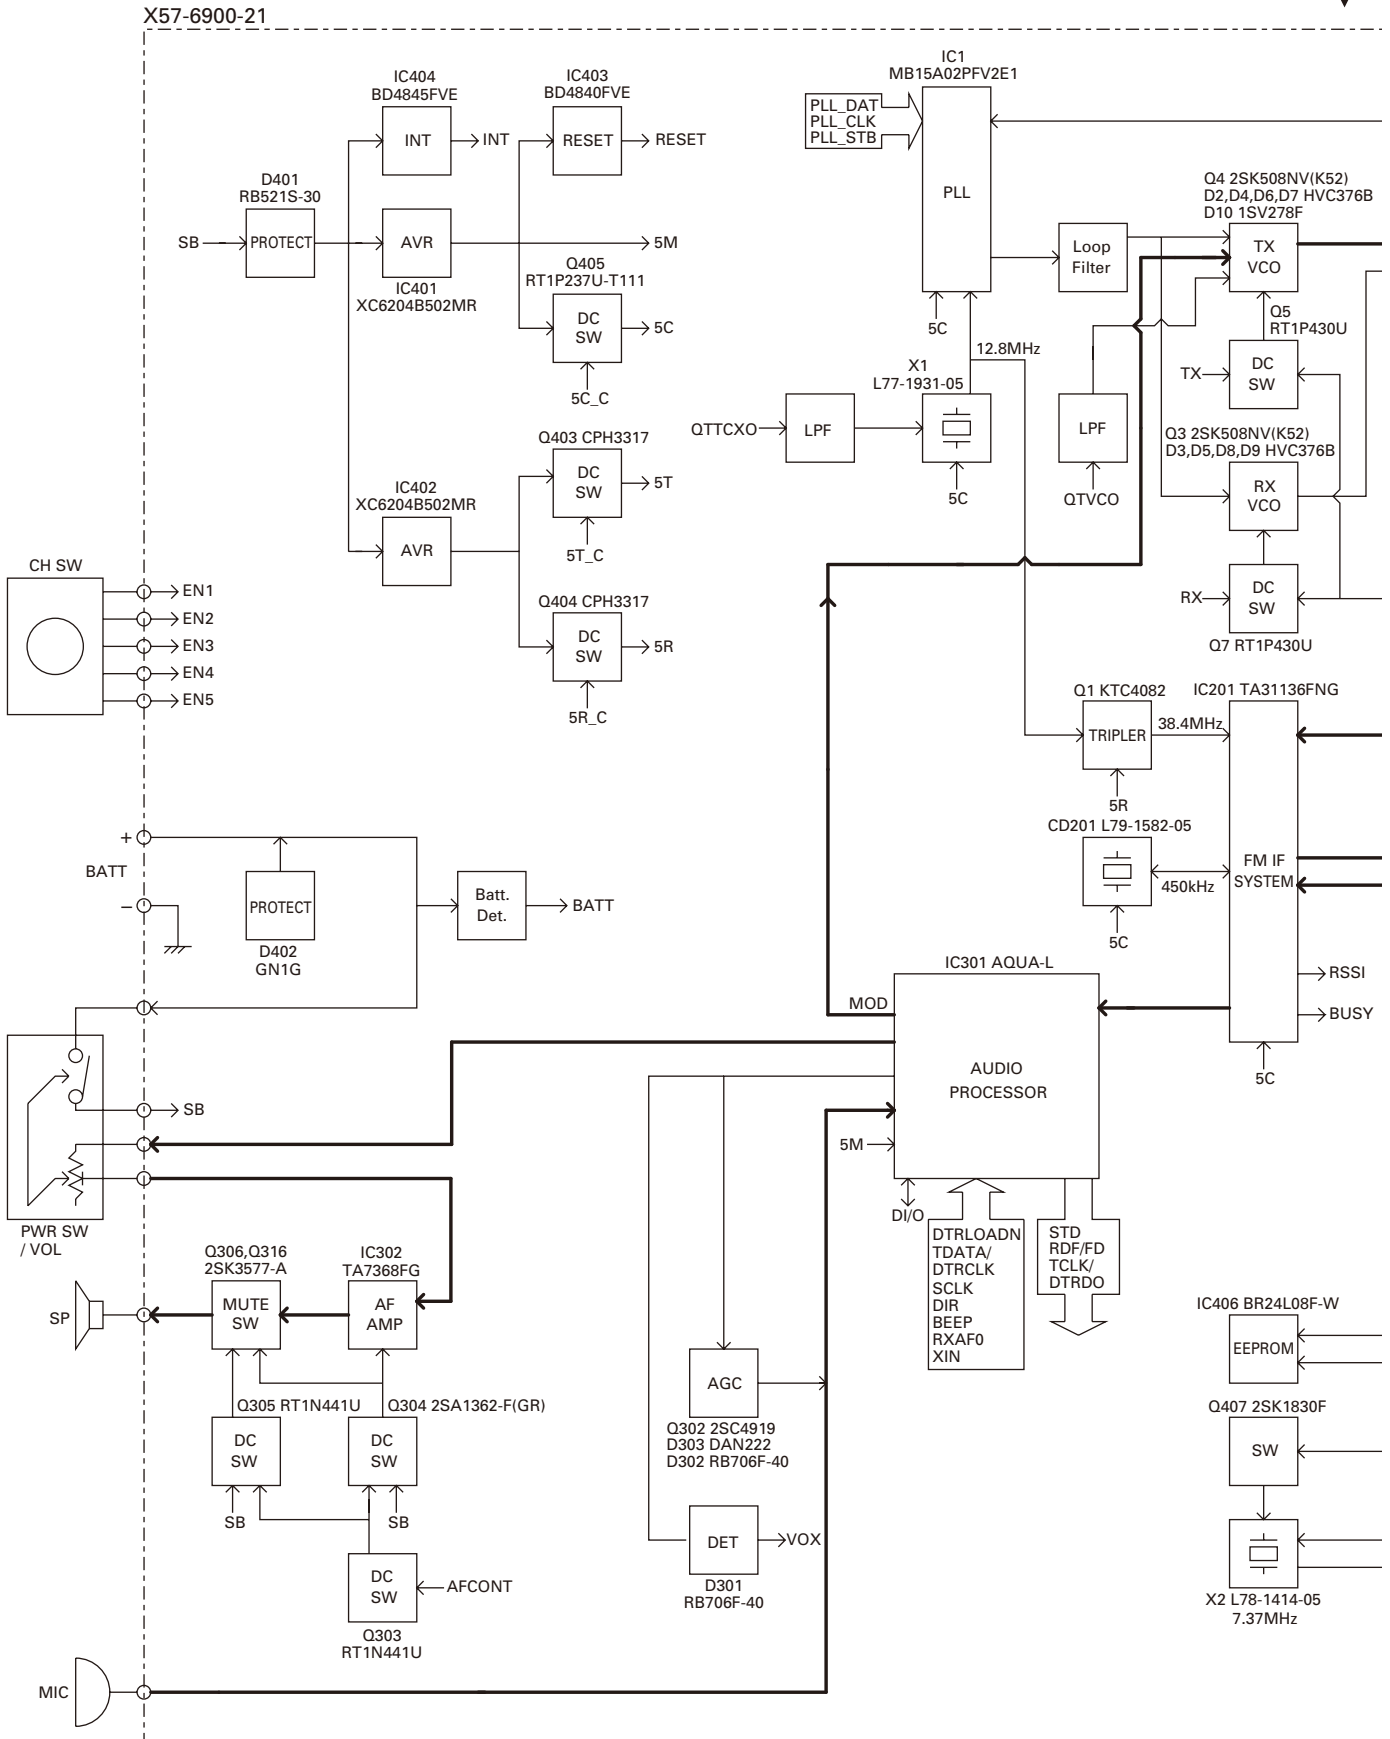 X57-6900-21
IC404
BD4845FVE
INT
INT
IC403
BD4840FVE
RESET
RESET
D401
RB521S-30
SB
PROTECT
AVR
IC401
XC6204B502MR
5M
Q405
RT1P237U-T111
DC
SW
5C
5C_C
Q403 CPH3317
DC
SW
5T
5T_C
IC402
XC6204B502MR
AVR
Q404 CPH3317
DC
SW
5R
5R_C
CH SW
EN1
EN2
EN3
EN4
EN5
IC1
MB15A02PFV2E1
PLL_DAT
PLL_CLK
PLL_STB
PLL
5C
Loop
Filter
12.8MHz
X1
L77-1931-05
QTTCXO
LPF
5C
LPF
QTVCO
Q4 2SK508NV(K52)
D2,D4,D6,D7 HVC376B
D10 1SV278F
TX
VCO
Q5
RT1P430U
TX
DC
SW
Q3 2SK508NV(K52)
D3,D5,D8,D9 HVC376B
RX
VCO
RX
DC
SW
Q7 RT1P430U
Q1 KTC4082
TRIPLER
38.4MHz
5R
IC201 TA31136FNG
CD201 L79-1582-05
450kHz
5C
FM IF
SYSTEM
RSSI
BUSY
5C
+
BATT
−
PROTECT
D402
GN1G
Batt.
Det.
BATT
SB
PWR SW
/ VOL
IC301 AQUA-L
MOD
AUDIO
PROCESSOR
5M
DI/O
DTRLOADN
TDATA/
DTRCLK
SCLK
DIR
BEEP
RXAF0
XIN
STD
RDF/FD
TCLK/
DTRDO
Q306,Q316
2SK3577-A
MUTE
SW
IC302
TA7368FG
AF
AMP
SP
Q305 RT1N441U
DC
SW
SB
Q304 2SA1362-F(GR)
DC
SW
SB
DC
SW
AFCONT
Q303
RT1N441U
AGC
Q302 2SC4919
D303 DAN222
D302 RB706F-40
DET
VOX
D301
RB706F-40
IC406 BR24L08F-W
EEPROM
Q407 2SK1830F
SW
X2 L78-1414-05
7.37MHz
MIC